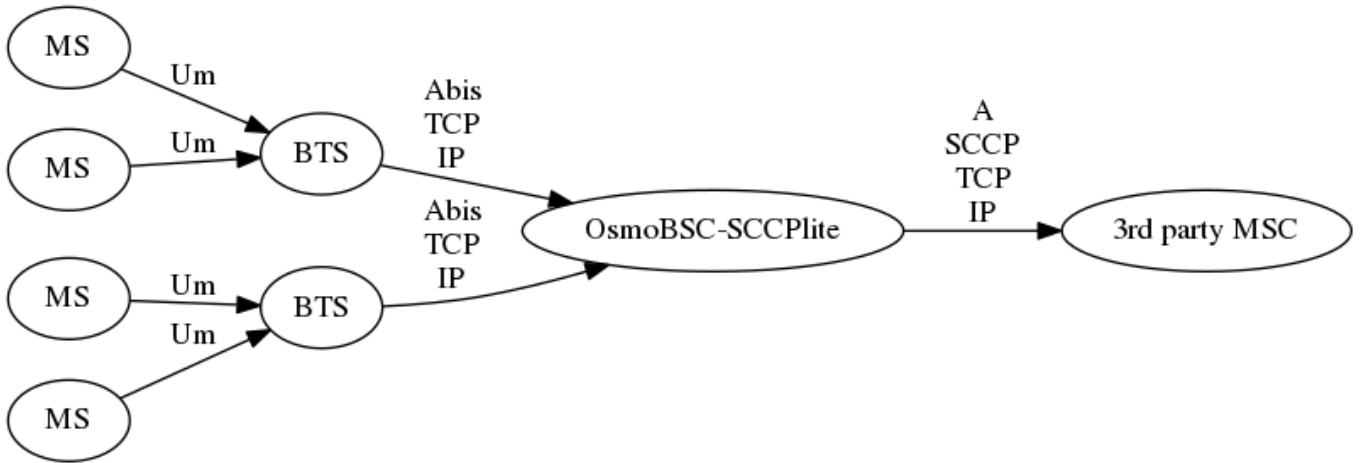 MS
Um
MS
Um
BTS
Abis
TCP
IP
MS
Um
MS
Um
BTS
Abis
TCP
IP
OsmoBSC-SCCPlite
A
SCCP
TCP
IP
3rd party MSC